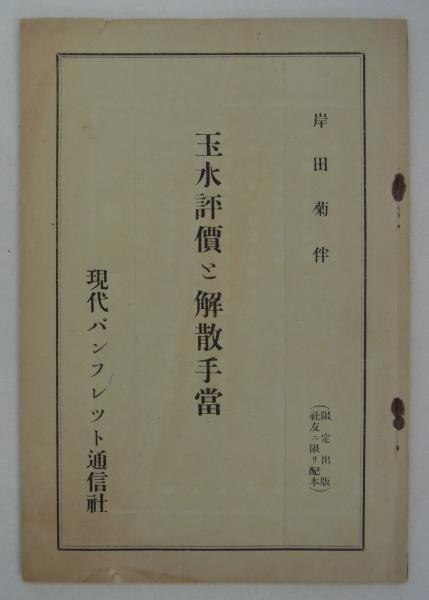 岸田菊伴
(限定出版
社友ニ限リ配本)
玉水評價と解散手當
現代パンフレツト通信社